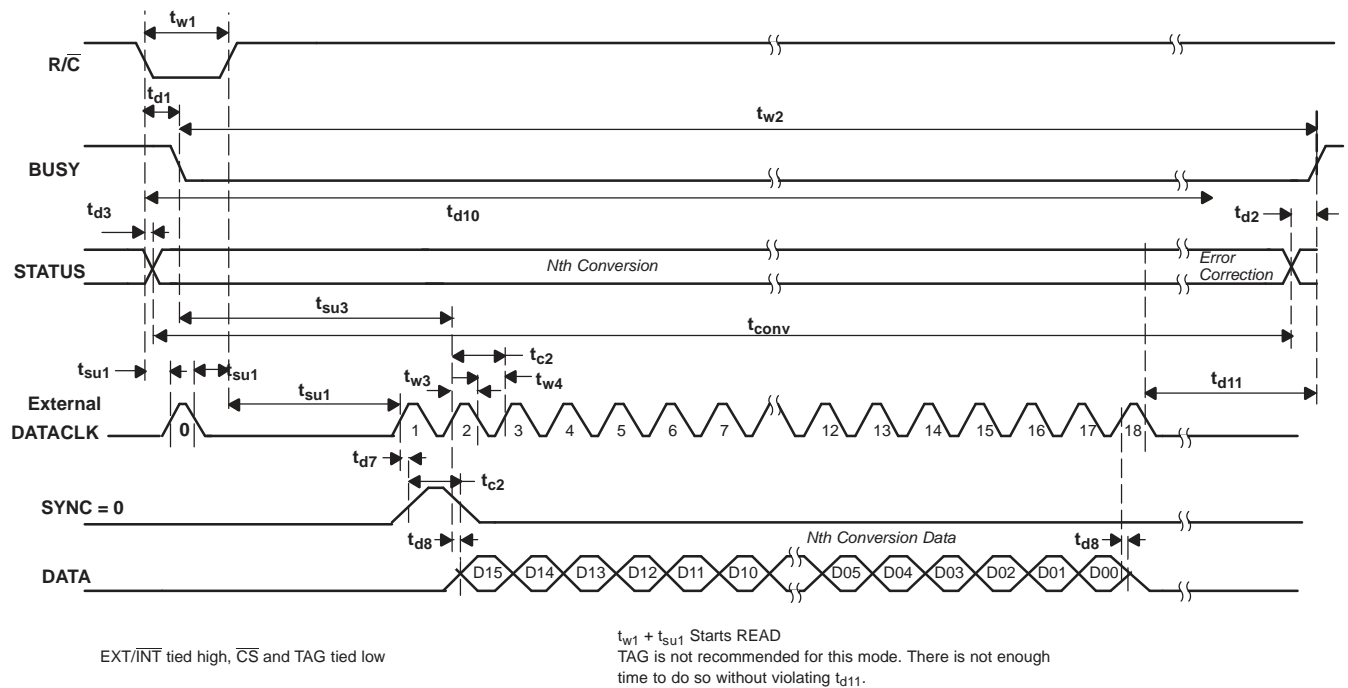 tw1
R/C
td1
tw2
BUSY
td10
td3
td2
STATUS
Nth Conversion
Error
Correction
tsu3
tconv
tc2
tsu1
tsu1
tw3
tw4
td11
tsu1
External
DATACLK
0 1 2 3 4 5 6 7 12 13 14 15 16 17 18
td7
tc2
SYNC = 0
td8
Nth Conversion Data
td8
DATA
D15 D14 D13 D12 D11 D10 D05 D04 D03 D02 D01 D00
EXT/INT tied high, CS and TAG tied low
tw1 + tsu1 Starts READ
TAG is not recommended for this mode. There is not enough
time to do so without violating td11.